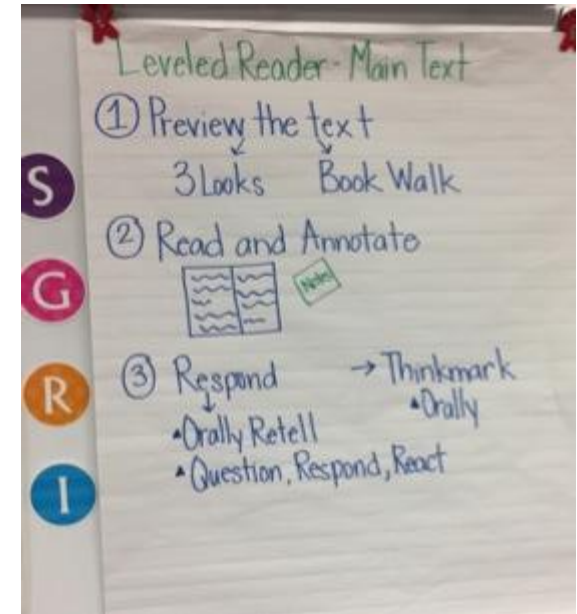 Leveled Reader - Main Text
① Preview the text
3 Looks Book Walk
② Read and Annotate
Notes
③ Respond → Thinkmark
• Orally
• Orally Retell
• Question, Respond, React
S
G
R
I